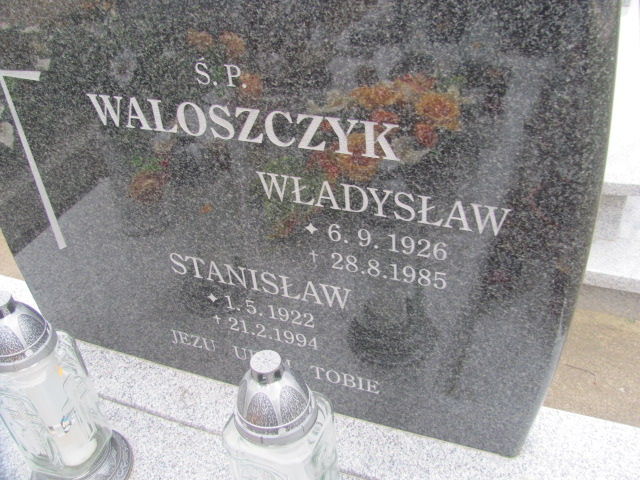 Ś. P.
WALOSZCZYK
WŁADYSŁAW
✦ 6. 9. 1926
† 28.8.1985
STANISŁAW
✦ 1. 5. 1922
† 21.2.1994
JEZU TOBIE